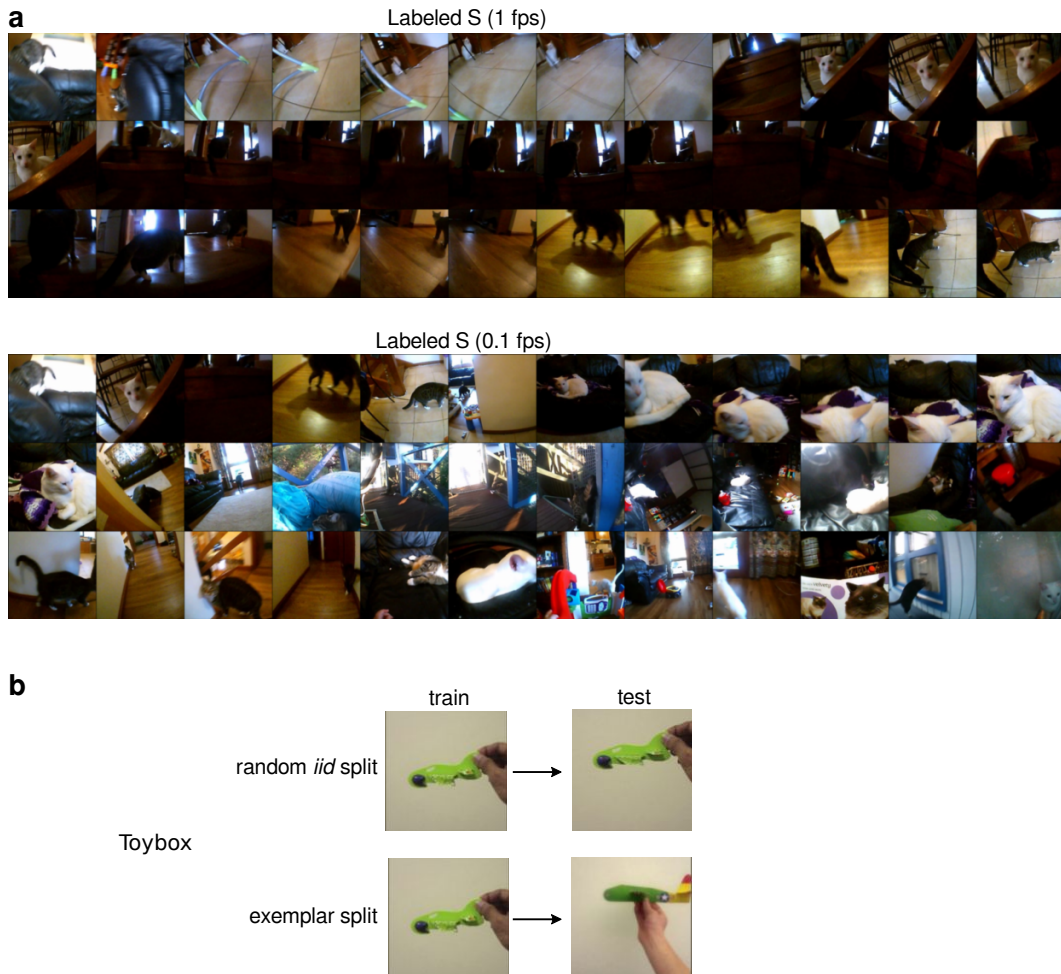 a
Labeled S (1 fps)
Labeled S (0.1 fps)
b
train
test
random iid split
Toybox
exemplar split